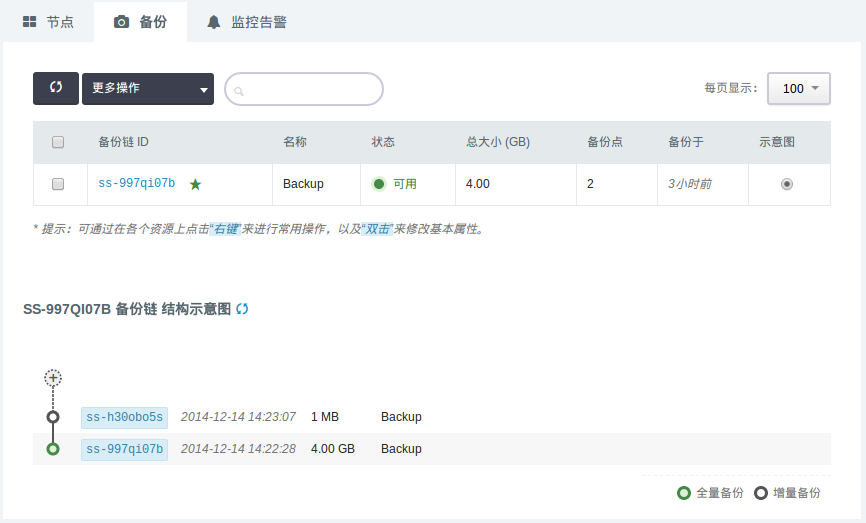 节点 备份 监控告警
更多操作 每页显示： 100
备份链 ID 名称 状态 总大小 (GB) 备份点 备份于 示意图
ss-997qi07b Backup 可用 4.00 2 3小时前
* 提示：可通过在各个资源上点击“右键”来进行常用操作，以及“双击”来修改基本属性。
SS-997QI07B 备份链 结构示意图
ss-h30obo5s 2014-12-14 14:23:07 1 MB Backup
ss-997qi07b 2014-12-14 14:22:28 4.00 GB Backup
全量备份 增量备份